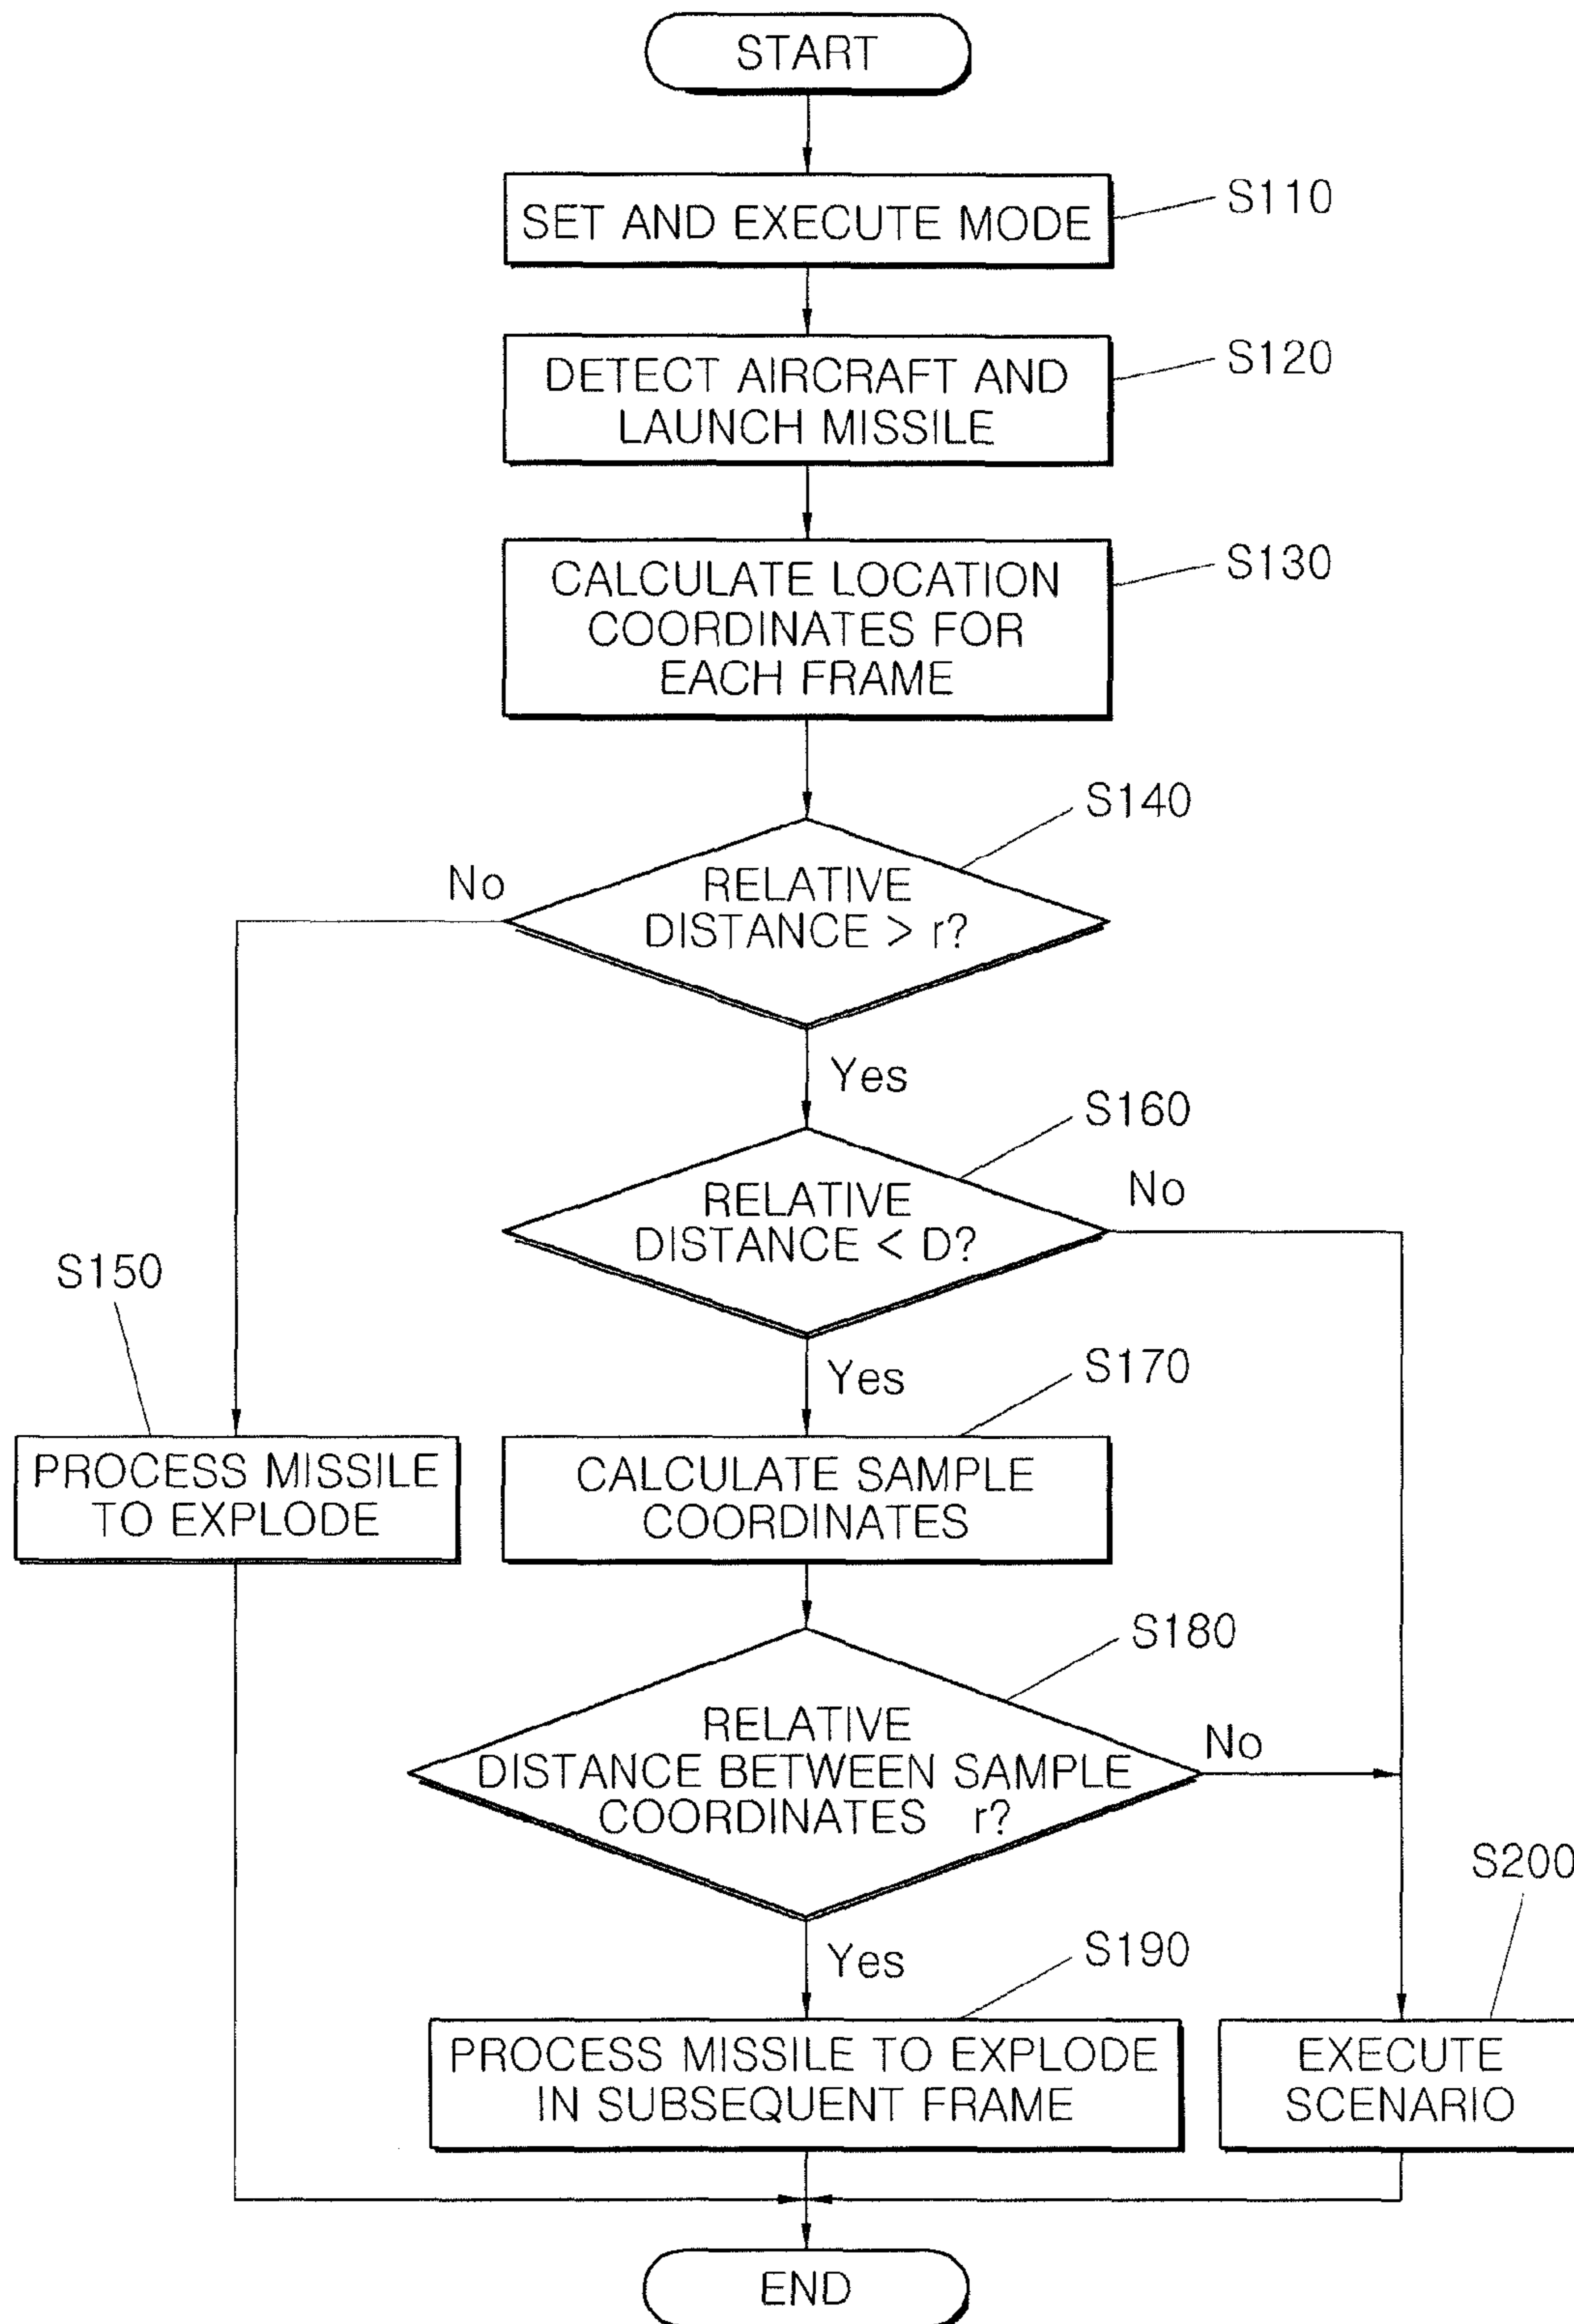 START
SET AND EXECUTE MODE
S110
DETECT AIRCRAFT AND
LAUNCH MISSILE
S120
CALCULATE LOCATION
COORDINATES FOR
EACH FRAME
S130
S140
RELATIVE
DISTANCE > r?
No
Yes
S160
RELATIVE
DISTANCE < D?
No
Yes
S150
PROCESS MISSILE
TO EXPLODE
S170
CALCULATE SAMPLE
COORDINATES
S180
RELATIVE
DISTANCE BETWEEN SAMPLE
COORDINATES r?
No
Yes
S190
PROCESS MISSILE TO EXPLODE
IN SUBSEQUENT FRAME
S200
EXECUTE
SCENARIO
END